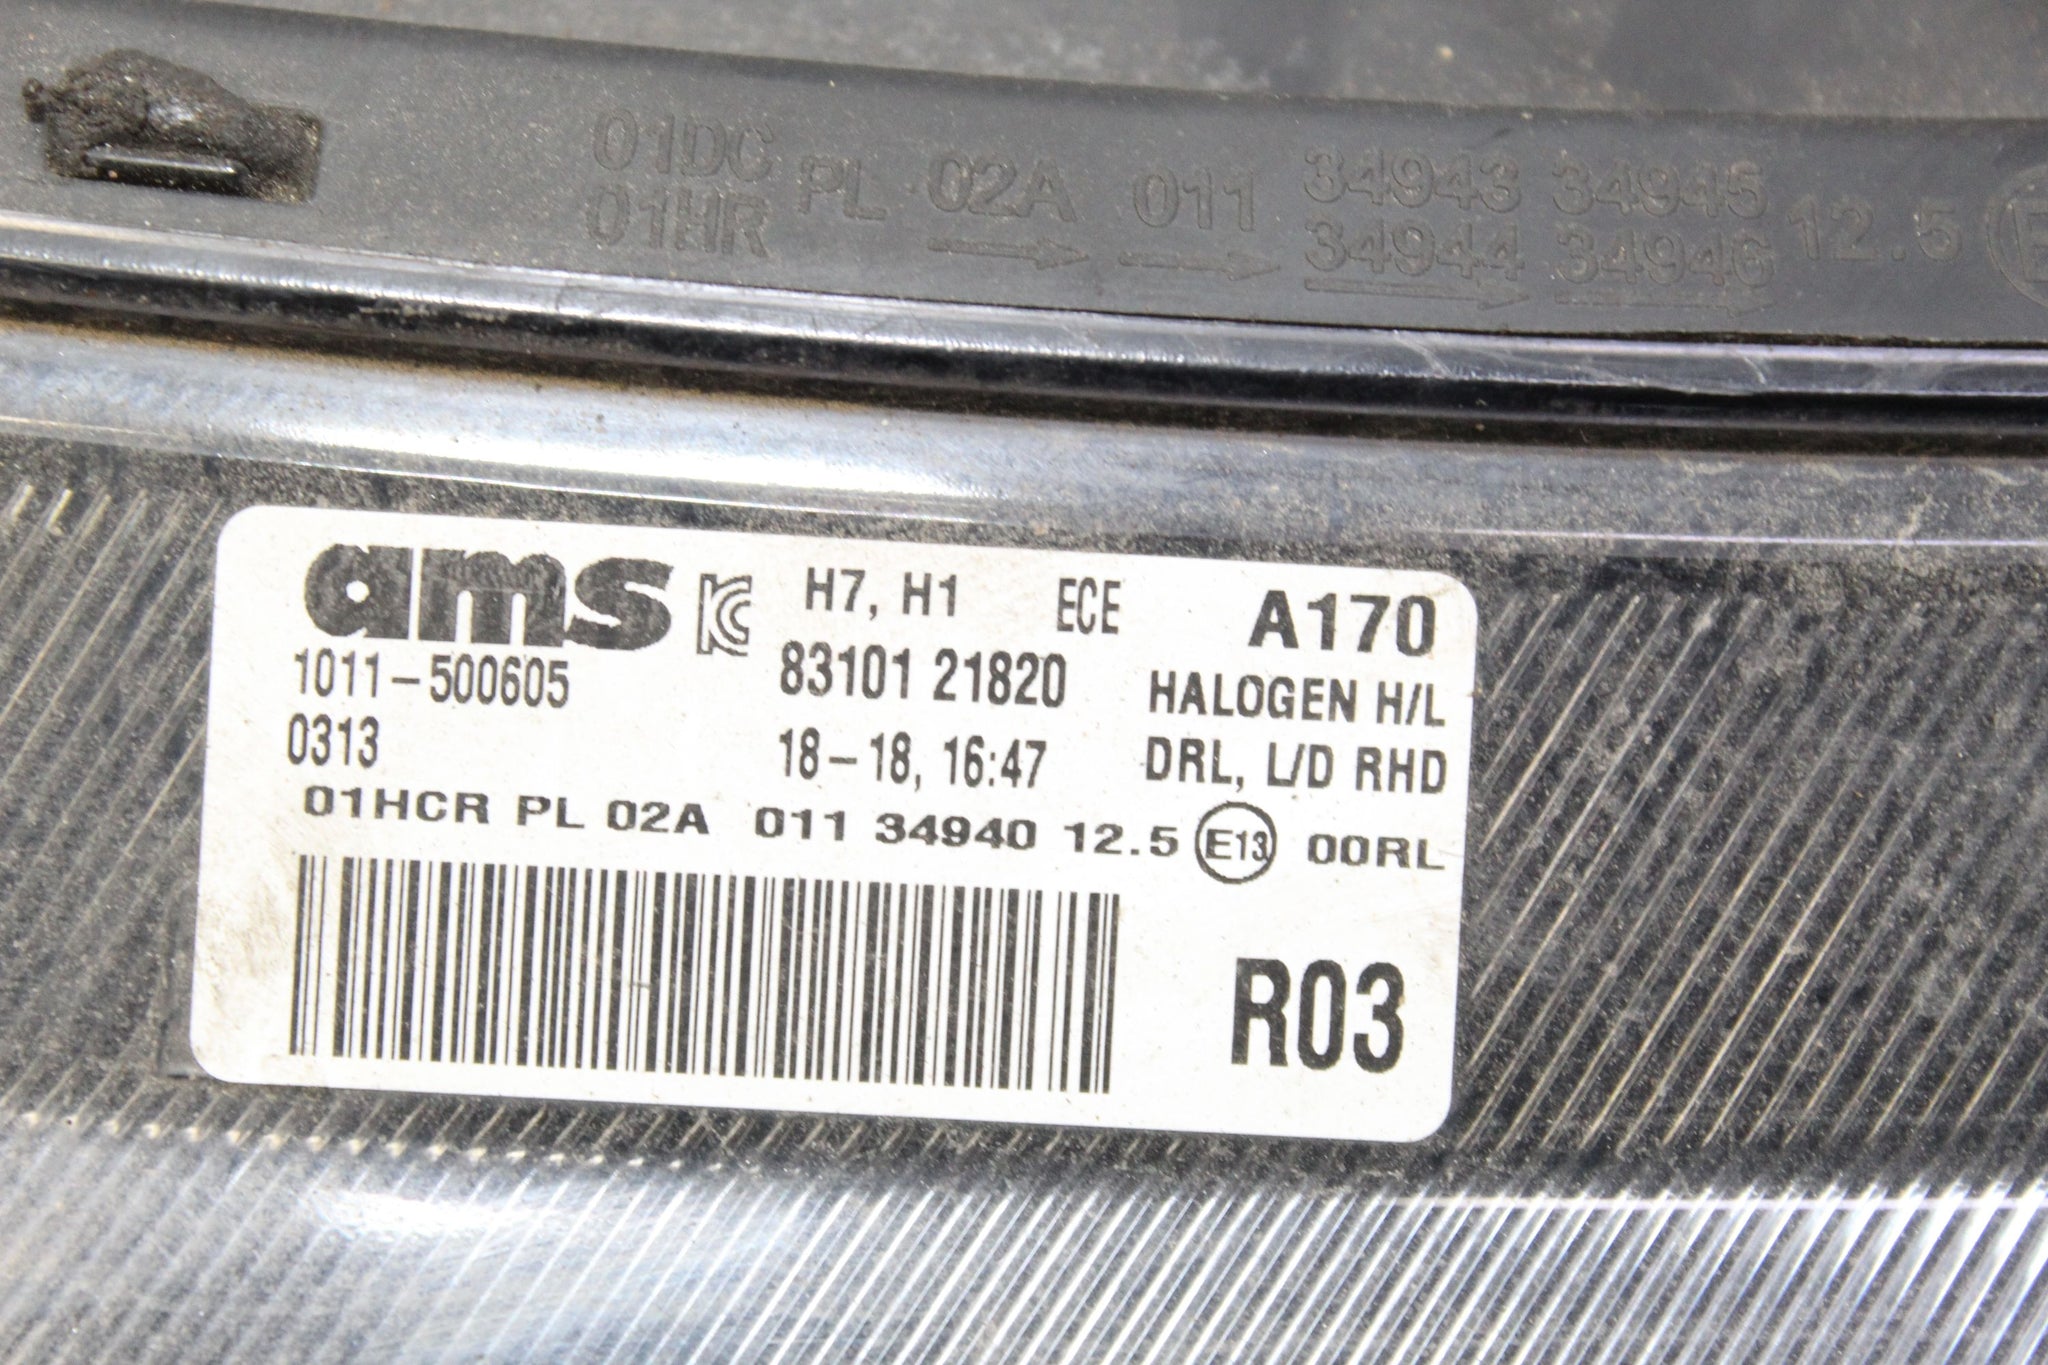 01DC PL 02A 011 34943 34945 12.5
01HR 34944 34946
ams KC H7, H1 ECE A170
1011-500605 83101 21820 HALOGEN H/L
0313 18-18, 16:47 DRL, L/D RHD
01HCR PL 02A 011 34940 12.5 E13 00RL
R03